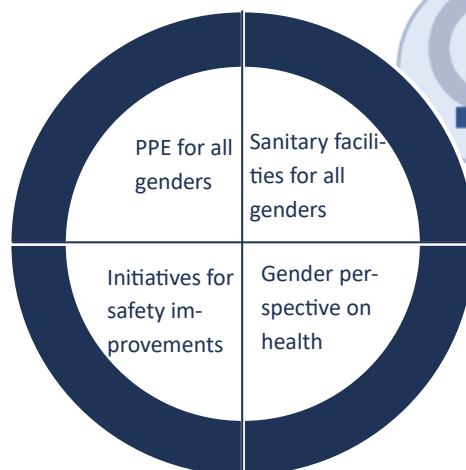 PPE for all
genders
Sanitary facili-
ties for all
genders
Initiatives for
safety im-
provements
Gender per-
spective on
health